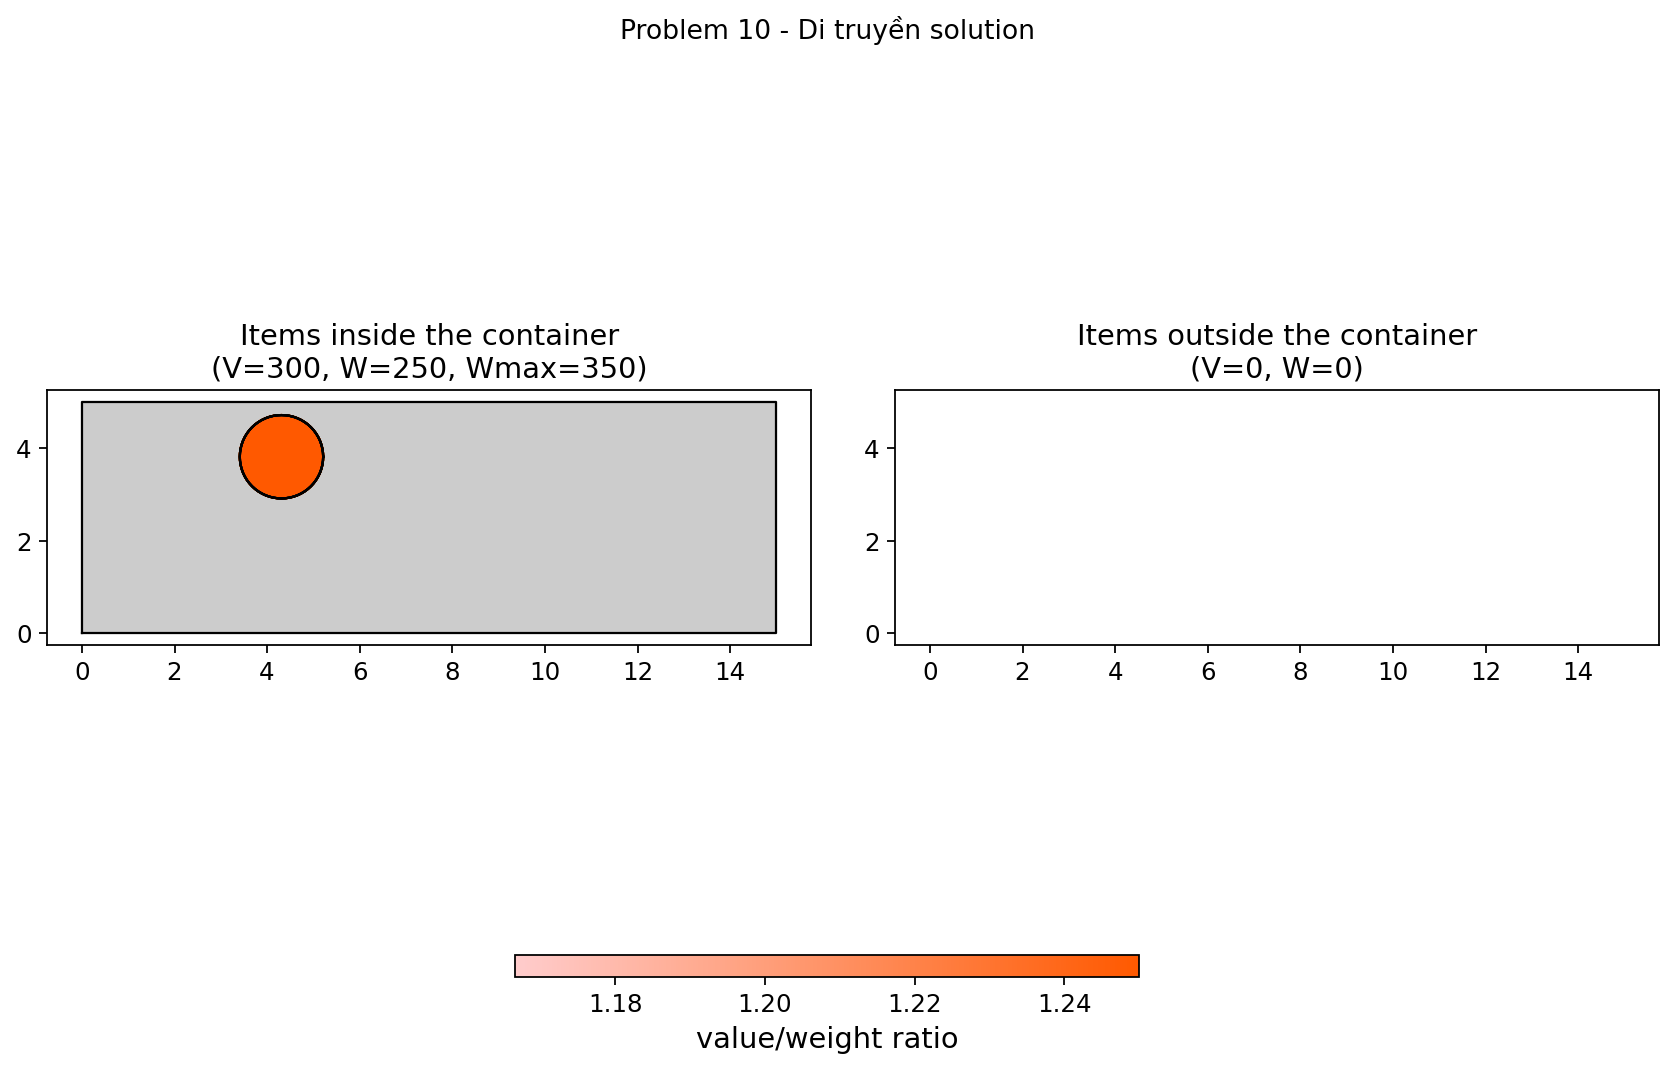 Problem 10 - Di truyền solution
Items inside the container
(V=300, W=250, Wmax=350)
Items outside the container
(V=0, W=0)
4
2
0
0 2 4 6 8 10 12 14
4
2
0
0 2 4 6 8 10 12 14
1.18 1.20 1.22 1.24
value/weight ratio